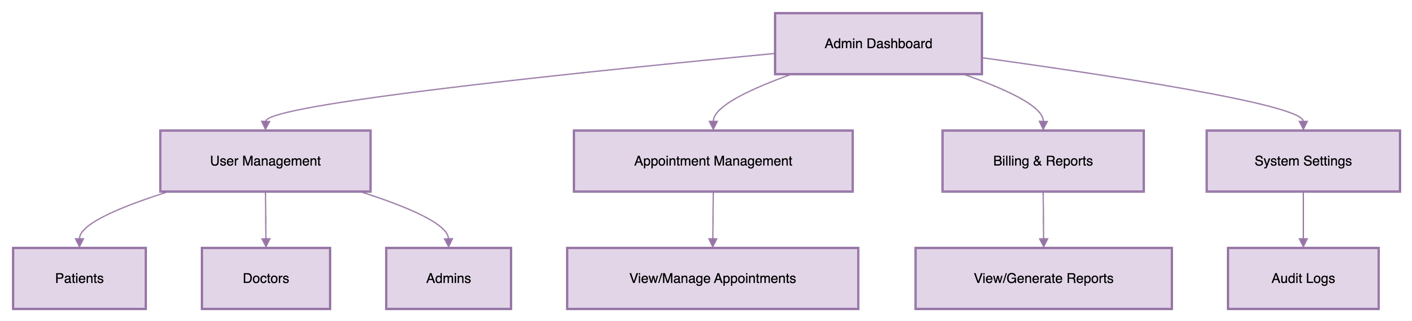 Admin Dashboard
User Management
Appointment Management
Billing & Reports
System Settings
Patients
Doctors
Admins
View/Manage Appointments
View/Generate Reports
Audit Logs